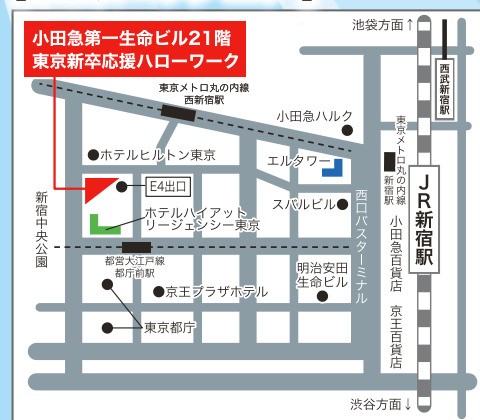 小田急第一生命ビル21階
東京新卒応援ハローワーク
池袋方面↑
西武新宿駅
東京メトロ丸の内線
西新宿駅
小田急ハルク
東京メトロ丸の内線
新宿駅
ホテルヒルトン東京
エルタワー
E4出口
スバルビル
JR新宿駅
新宿中央公園
ホテルハイアット
リージェンシー東京
西口バスターミナル
小田急百貨店
都営大江戸線
都庁前駅
明治安田
生命ビル
京王プラザホテル
京王百貨店
東京都庁
渋谷方面↓